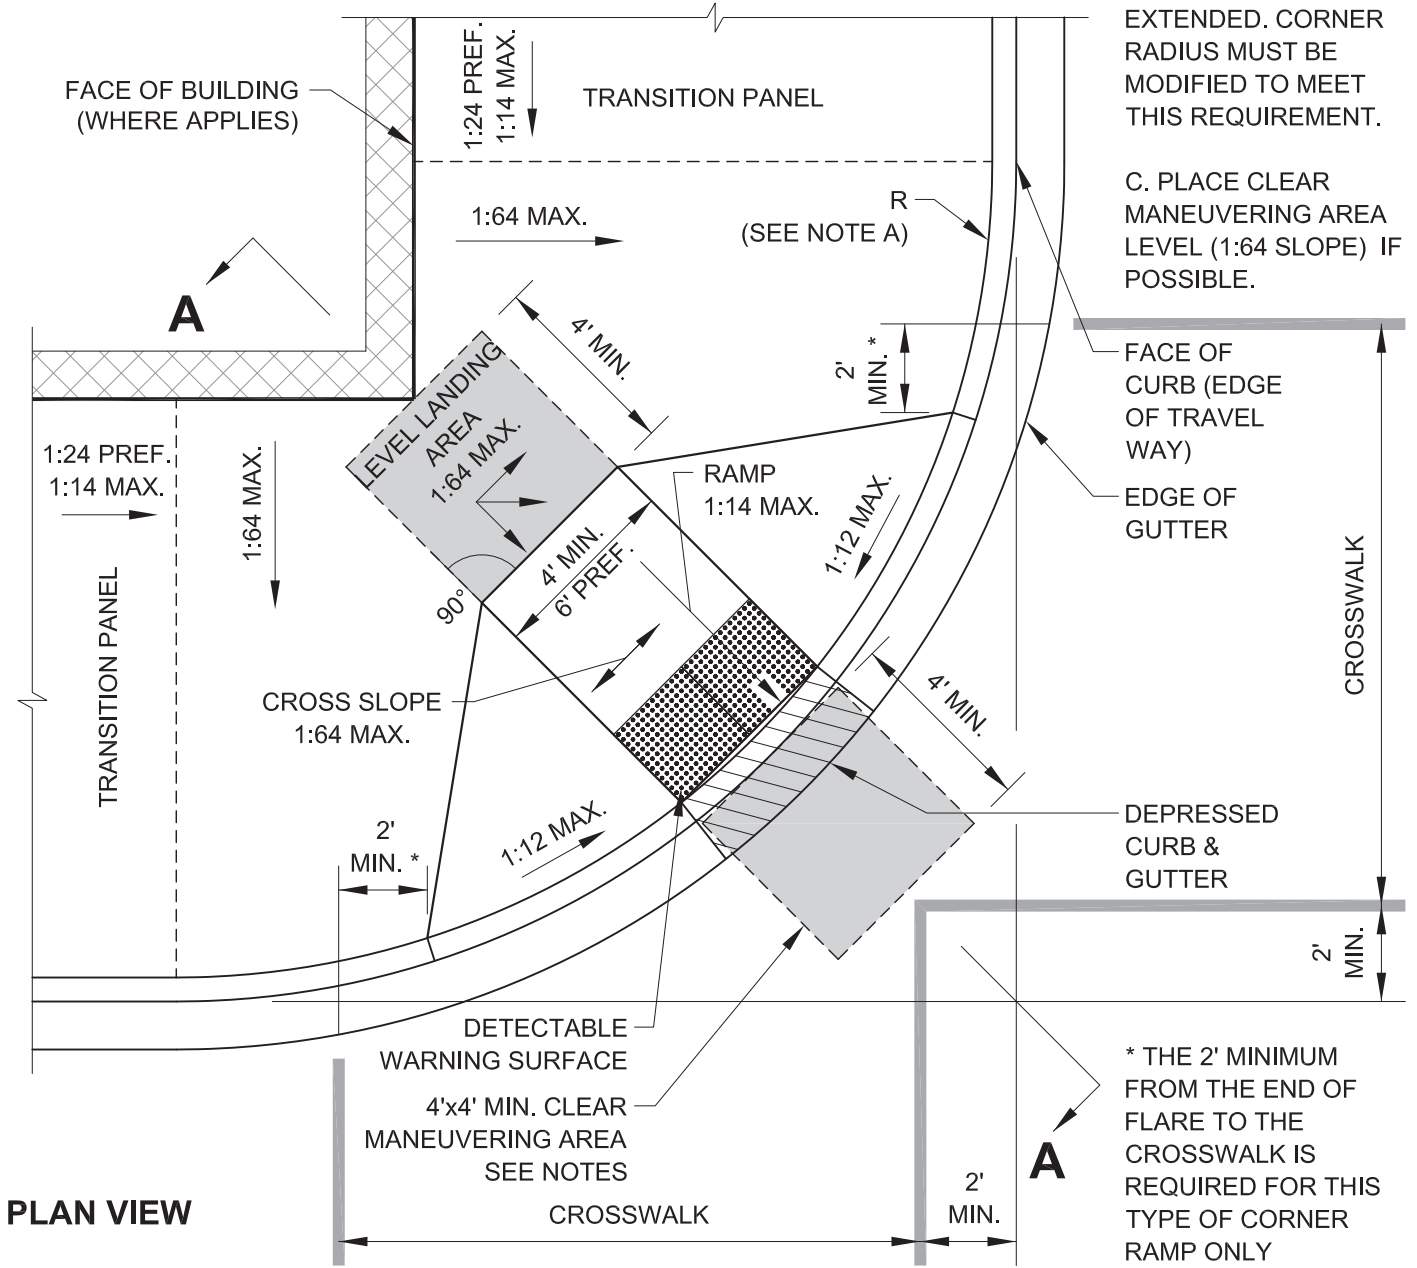 EXTENDED. CORNER
RADIUS MUST BE
MODIFIED TO MEET
THIS REQUIREMENT.
C. PLACE CLEAR
MANEUVERING AREA
LEVEL (1:64 SLOPE) IF
POSSIBLE.
1:24 PREF.
1:14 MAX.
TRANSITION PANEL
FACE OF BUILDING
(WHERE APPLIES)
R
(SEE NOTE A)
1:64 MAX.
A
4' MIN.
2'
MIN. *
FACE OF
CURB (EDGE
OF TRAVEL
WAY)
LEVEL LANDING
AREA
1:64 MAX.
1:24 PREF.
1:14 MAX.
1:64 MAX.
RAMP
1:14 MAX.
1:12 MAX.
EDGE OF
GUTTER
4' MIN.
6' PREF.
90°
TRANSITION PANEL
CROSSWALK
CROSS SLOPE
1:64 MAX.
4' MIN.
DEPRESSED
CURB &
GUTTER
1:12 MAX.
2'
MIN. *
2'
MIN.
DETECTABLE
WARNING SURFACE
4'x4' MIN. CLEAR
MANEUVERING AREA
SEE NOTES
* THE 2' MINIMUM
FROM THE END OF
FLARE TO THE
CROSSWALK IS
REQUIRED FOR THIS
TYPE OF CORNER
RAMP ONLY
A
2'
MIN.
CROSSWALK
PLAN VIEW